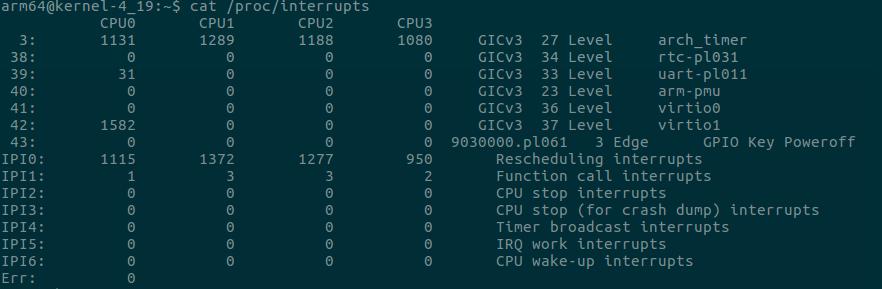 arm64@kernel-4_19:~$ cat /proc/interrupts
           CPU0       CPU1       CPU2       CPU3
  3:       1131       1289       1188       1080     GICv3  27 Level     arch_timer
 38:          0          0          0          0     GICv3  34 Level     rtc-pl031
 39:         31          0          0          0     GICv3  33 Level     uart-pl011
 40:          0          0          0          0     GICv3  23 Level     arm-pmu
 41:          0          0          0          0     GICv3  36 Level     virtio0
 42:       1582          0          0          0     GICv3  37 Level     virtio1
 43:          0          0          0          0  9030000.pl061   3 Edge      GPIO Key Poweroff
IPI0:      1115       1372       1277        950       Rescheduling interrupts
IPI1:         1          3          3          2       Function call interrupts
IPI2:         0          0          0          0       CPU stop interrupts
IPI3:         0          0          0          0       CPU stop (for crash dump) interrupts
IPI4:         0          0          0          0       Timer broadcast interrupts
IPI5:         0          0          0          0       IRQ work interrupts
IPI6:         0          0          0          0       CPU wake-up interrupts
Err:          0